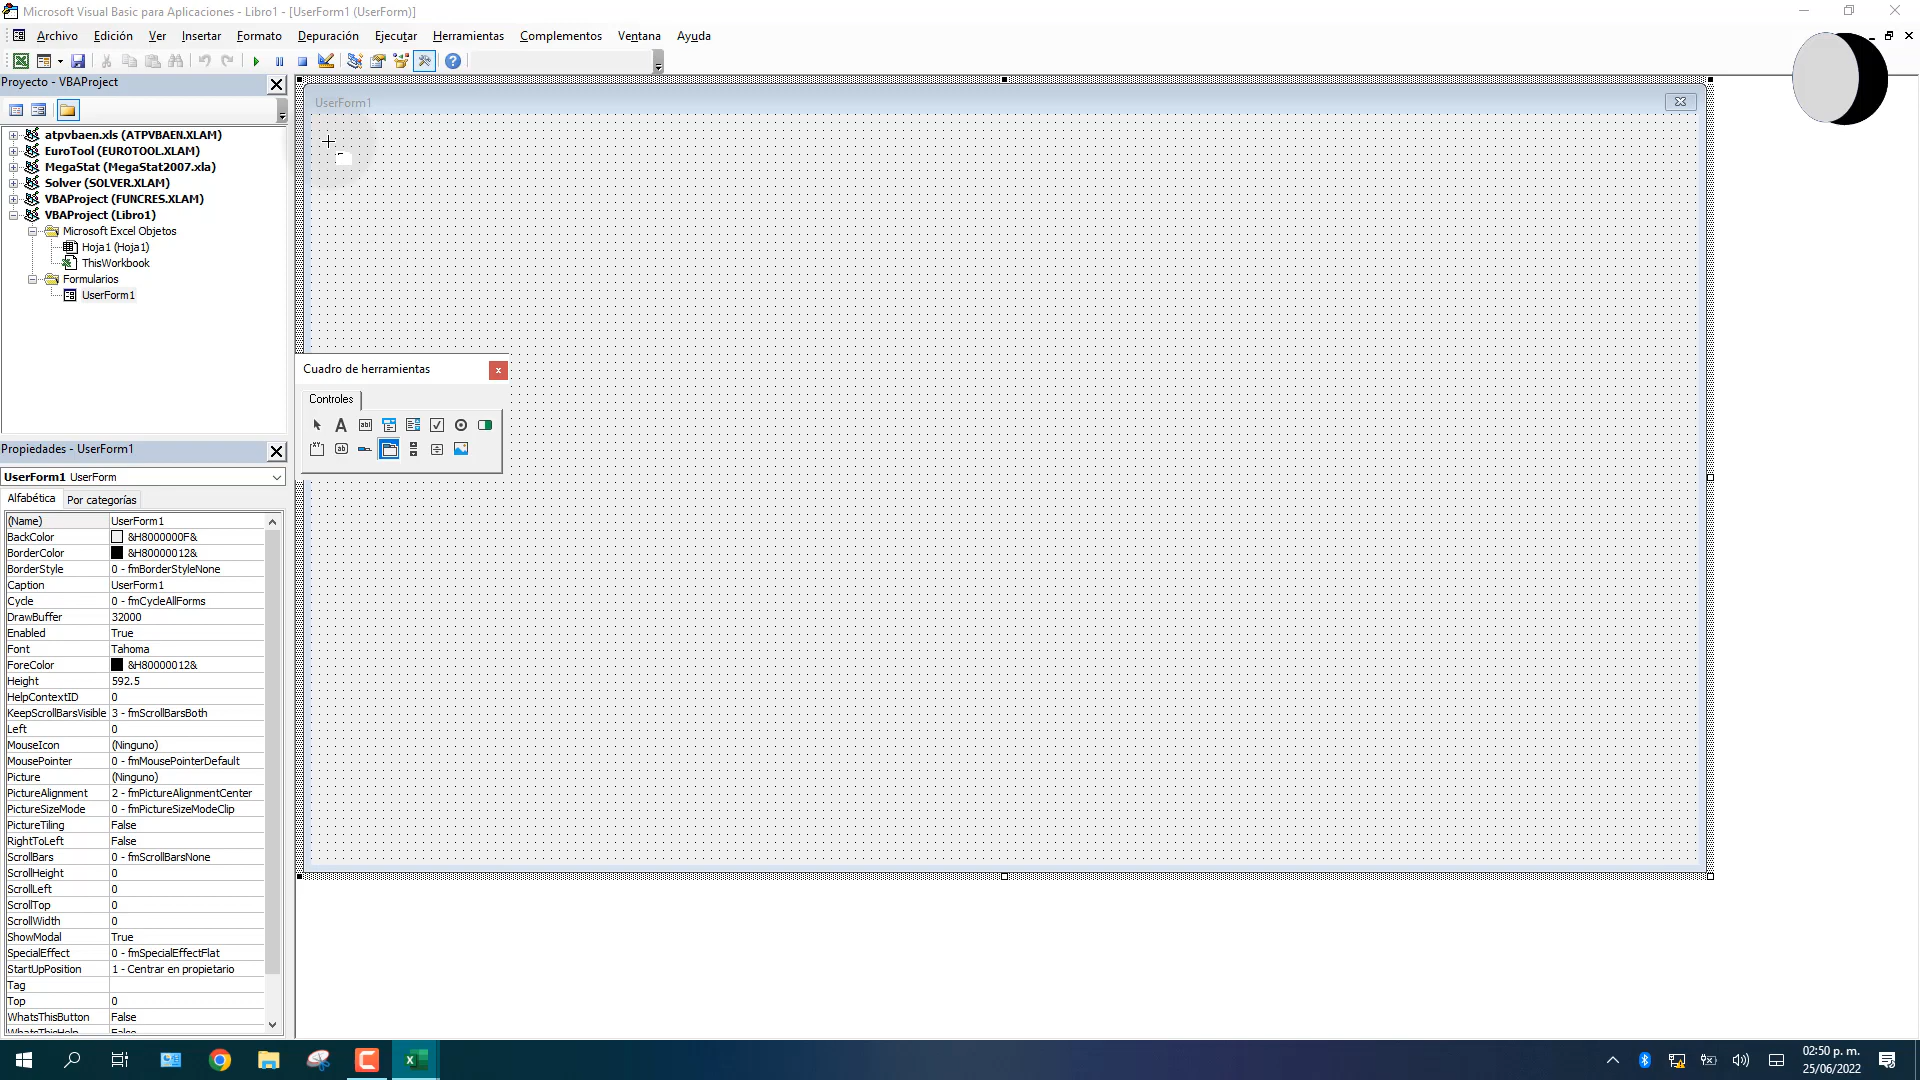 Microsoft Visual Basic para Aplicaciones - Libro1 - [UserForm1 (UserForm)]
Archivo Edición Ver Insertar Formato Depuración Ejecutar Herramientas Complementos Ventana Ayuda
Proyecto - VBAProject
atpvbaen.xls (ATPVBAEN.XLAM)
EuroTool (EUROTOOL.XLAM)
MegaStat (MegaStat2007.xla)
Solver (SOLVER.XLAM)
VBAProject (FUNCRES.XLAM)
VBAProject (Libro1)
Microsoft Excel Objetos
Hoja1 (Hoja1)
ThisWorkbook
Formularios
UserForm1
UserForm1
Cuadro de herramientas
Controles
Propiedades - UserForm1
UserForm1 UserForm
Alfabética Por categorías
(Name) UserForm1
BackColor &H8000000F&
BorderColor &H80000012&
BorderStyle 0 - fmBorderStyleNone
Caption UserForm1
Cycle 0 - fmCycleAllForms
DrawBuffer 32000
Enabled True
Font Tahoma
ForeColor &H80000012&
Height 592.5
HelpContextID 0
KeepScrollBarsVisible 3 - fmScrollBarsBoth
Left 0
MouseIcon (Ninguno)
MousePointer 0 - fmMousePointerDefault
Picture (Ninguno)
PictureAlignment 2 - fmPictureAlignmentCenter
PictureSizeMode 0 - fmPictureSizeModeClip
PictureTiling False
RightToLeft False
ScrollBars 0 - fmScrollBarsNone
ScrollHeight 0
ScrollLeft 0
ScrollTop 0
ScrollWidth 0
ShowModal True
SpecialEffect 0 - fmSpecialEffectFlat
StartUpPosition 1 - Centrar en propietario
Tag
Top 0
WhatsThisButton False
WhatsThisHelp False
02:50 p. m.
25/06/2022